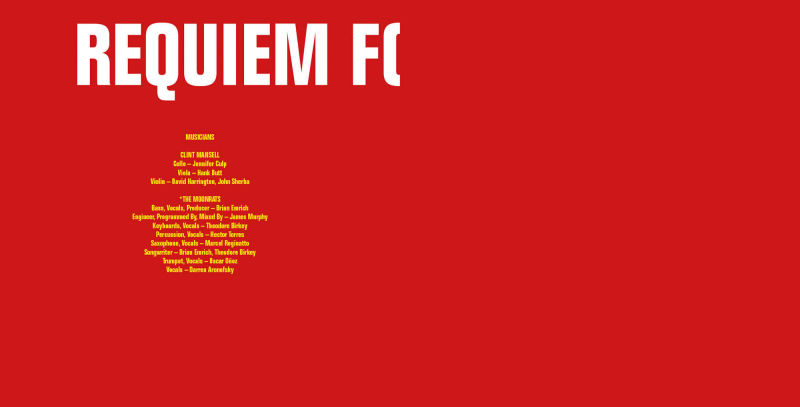 REQUIEM FO
MUSICIANS
CLINT MANSELL
Cello – Jennifer Culp
Viola – Hank Dutt
Violin – David Harrington, John Sherba
*THE MOONRATS
Bass, Vocals, Producer – Brian Emrich
Engineer, Programmed By, Mixed By – James Murphy
Keyboards, Vocals – Theodore Birkey
Percussion, Vocals – Hector Torres
Saxophone, Vocals – Marcel Reginatto
Songwriter – Brian Emrich, Theodore Birkey
Trumpet, Vocals – Oscar Oñoz
Vocals – Darren Aronofsky